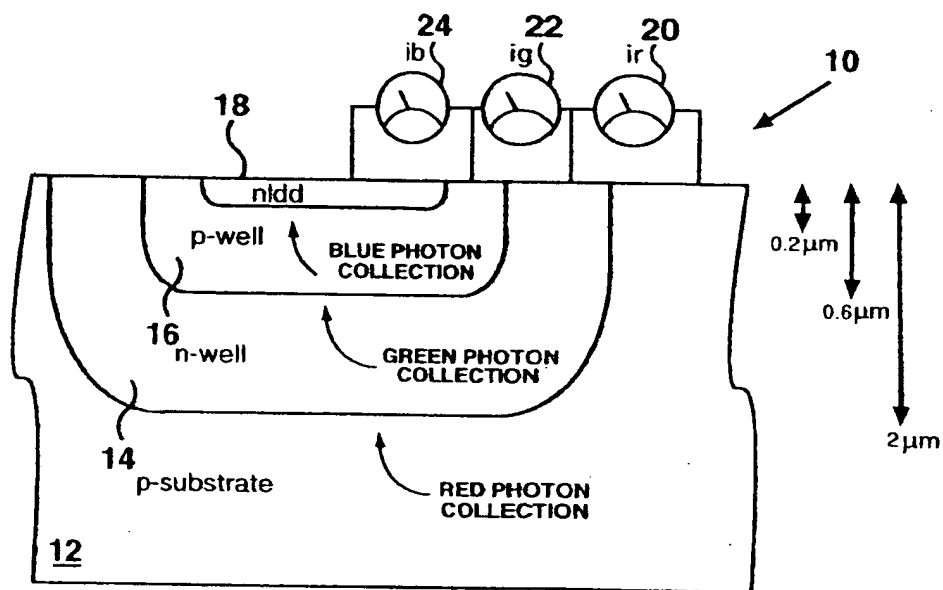 24 22 20
ib ig ir
10
18
nldd
p-well
BLUE PHOTON
COLLECTION
0.2μm
16
n-well
0.6μm
GREEN PHOTON
COLLECTION
2μm
14
p-substrate
RED PHOTON
COLLECTION
12